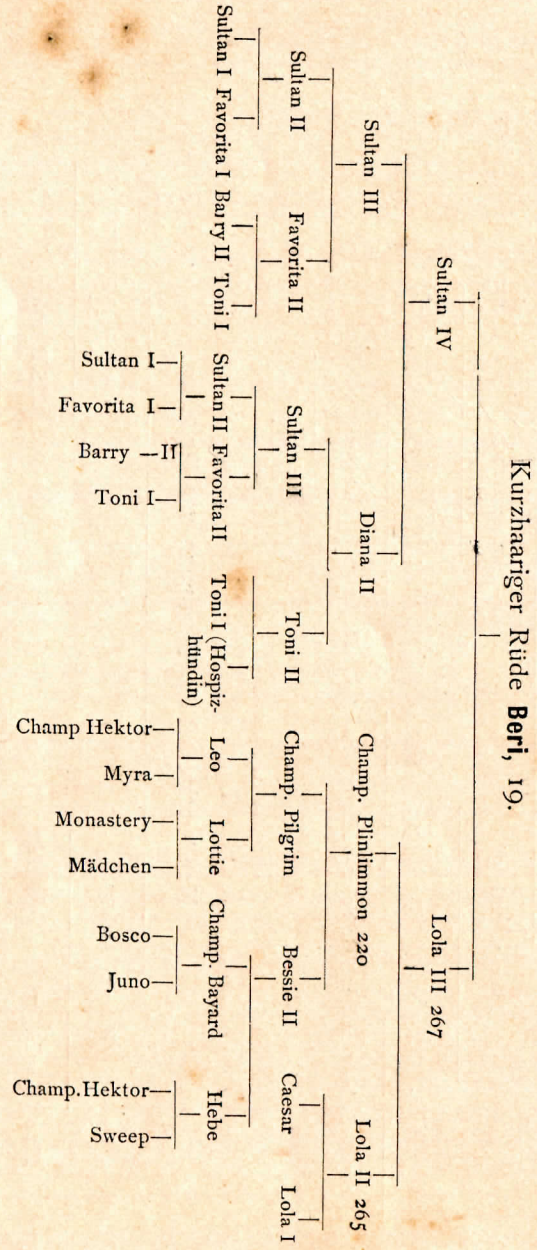 Kurzhaariger Rüde Beri, 19.
Sultan IV
Lola III 267
Sultan III
Diana II
Champ. Plinlimmon 220
Lola II 265
Sultan II
Favorita II
Sultan III
Toni II
Champ. Pilgrim
Bessie II
Caesar
Lola I
Sultan I
Favorita I
Barry II
Toni I
Sultan II
Favorita II
Toni I (Hospiz-
hündin)
Leo
Lottie
Champ. Bayard
Hebe
Sultan I
Favorita I
Barry II
Toni I
Champ Hektor
Myra
Monastery
Mädchen
Bosco
Juno
Champ. Hektor
Sweep